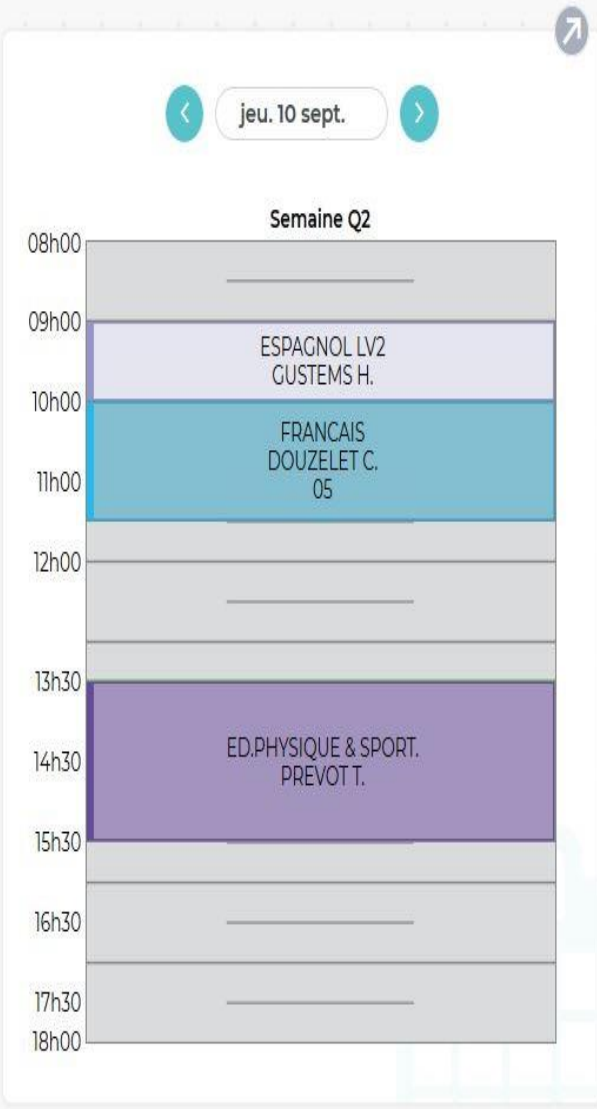 jeu. 10 sept.
Semaine Q2
08h00
09h00
ESPAGNOL LV2
GUSTEMS H.
10h00
FRANCAIS
DOUZELET C.
11h00
05
12h00
13h30
ED.PHYSIQUE & SPORT.
14h30
PREVOT T.
15h30
16h30
17h30
18h00